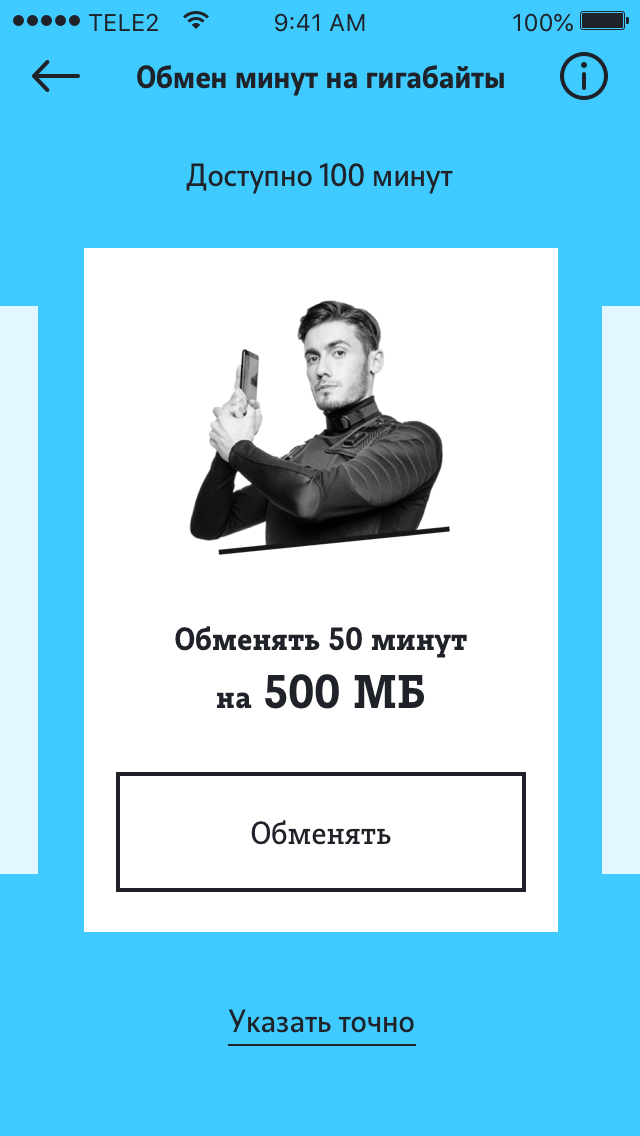 TELE2 9:41 AM 100%
Обмен минут на гигабайты
Доступно 100 минут
Обменять 50 минут
на 500 МБ
Обменять
Указать точно